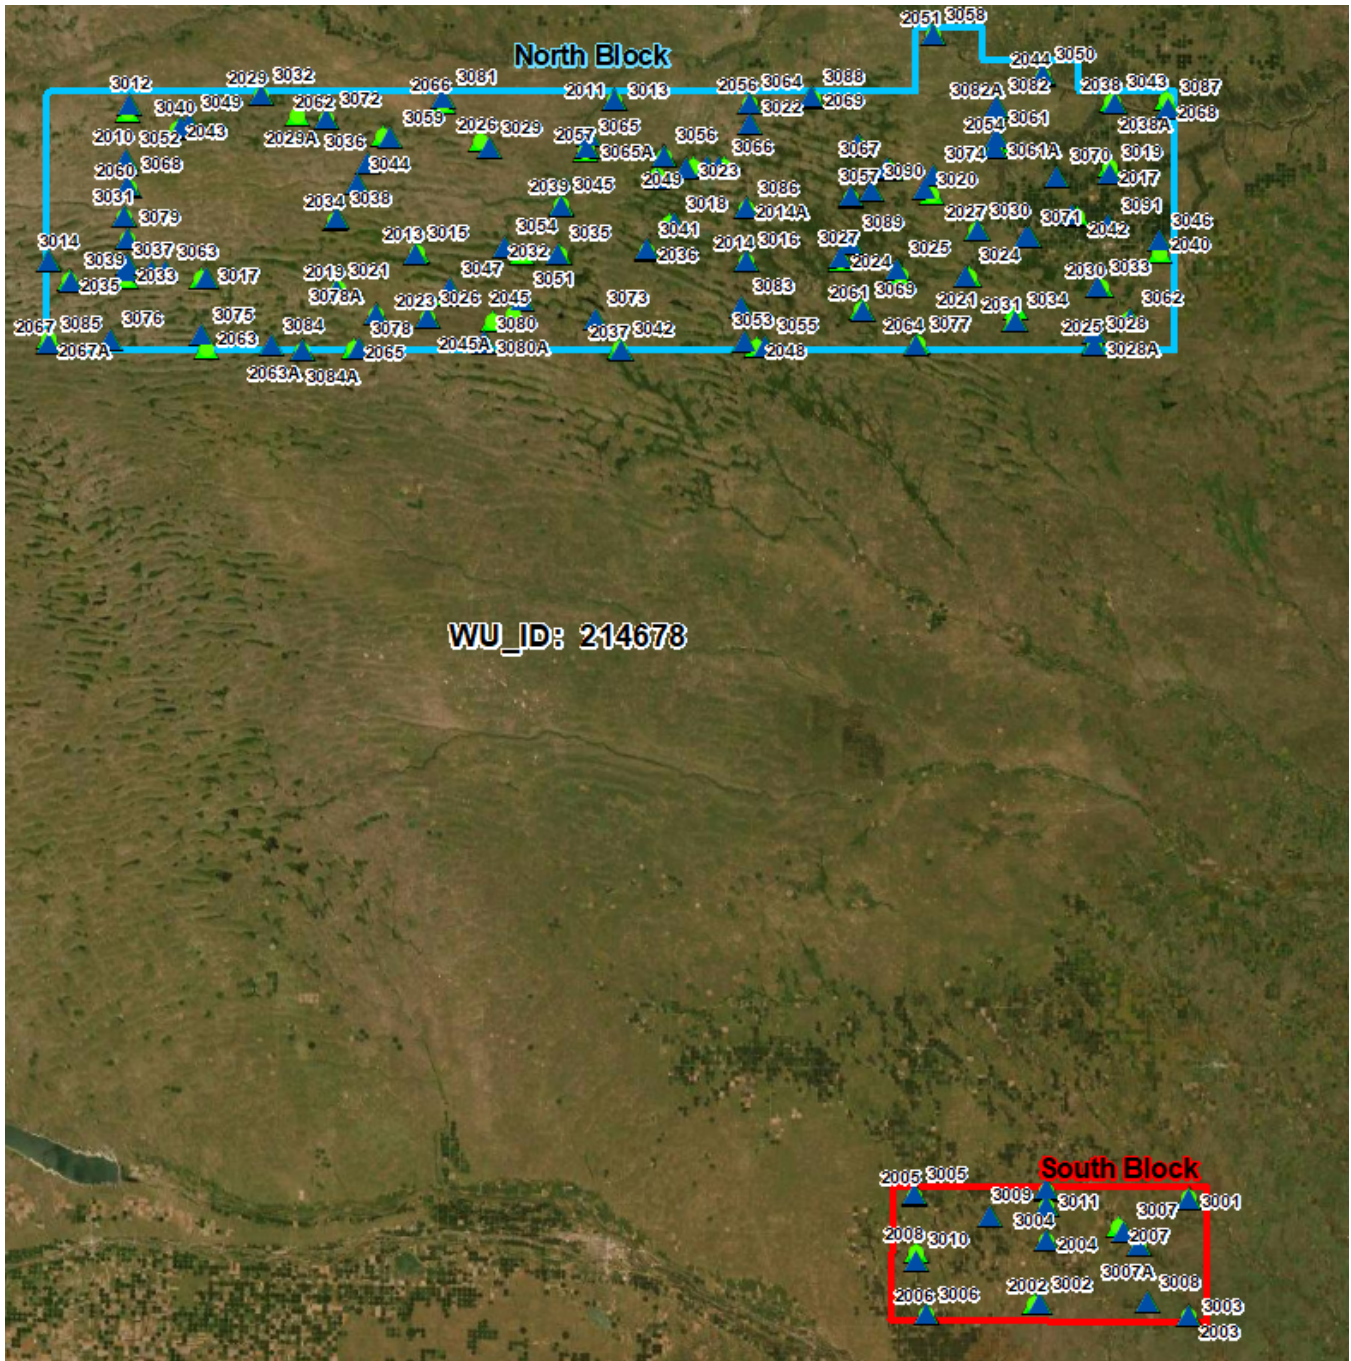 2051 3058
North Block
2044 3050
3012 2029 3032 2066 3081 2011 3013 2056 3064 3088 3082A 3082 2038 3043 3087
3040 3049 2062 3072 3022 2069 2068
2010 3052 2043 2029A 3036 3059 2026 3029 2057 3065 3056 3066 2054 3061 2038A
2060 3068 3044 3065A 2049 3023 3067 3074 3061A 3070 3019
3031 3079 2034 3038 2039 3045 3018 3086 2014A 3057 3090 3020 2017
3014 3037 3063 2013 3015 3054 3035 3041 3089 2027 3030 3071 2042 3091 3046
3039 2033 3017 2032 2036 2014 3016 3027 2024 3025 3024 2040
2035 2019 3021 3047 3051 3069 2030 3033
3078A 2023 3026 2045 3073 3083 2061 2021 2031 3034 3062
2067 3085 3076 3075 2063 3084 3078 3080 2037 3042 3053 3055 2064 3077 2025 3028
2067A 2063A 3084A 2065 2045A 3080A 2048 3028A
WU_ID: 214678
South Block
2005 3005 3009 3011 3001
3004 3007
2008 3010 2004 2007
3007A
2006 3006 2002 3002 3008 3003
2003